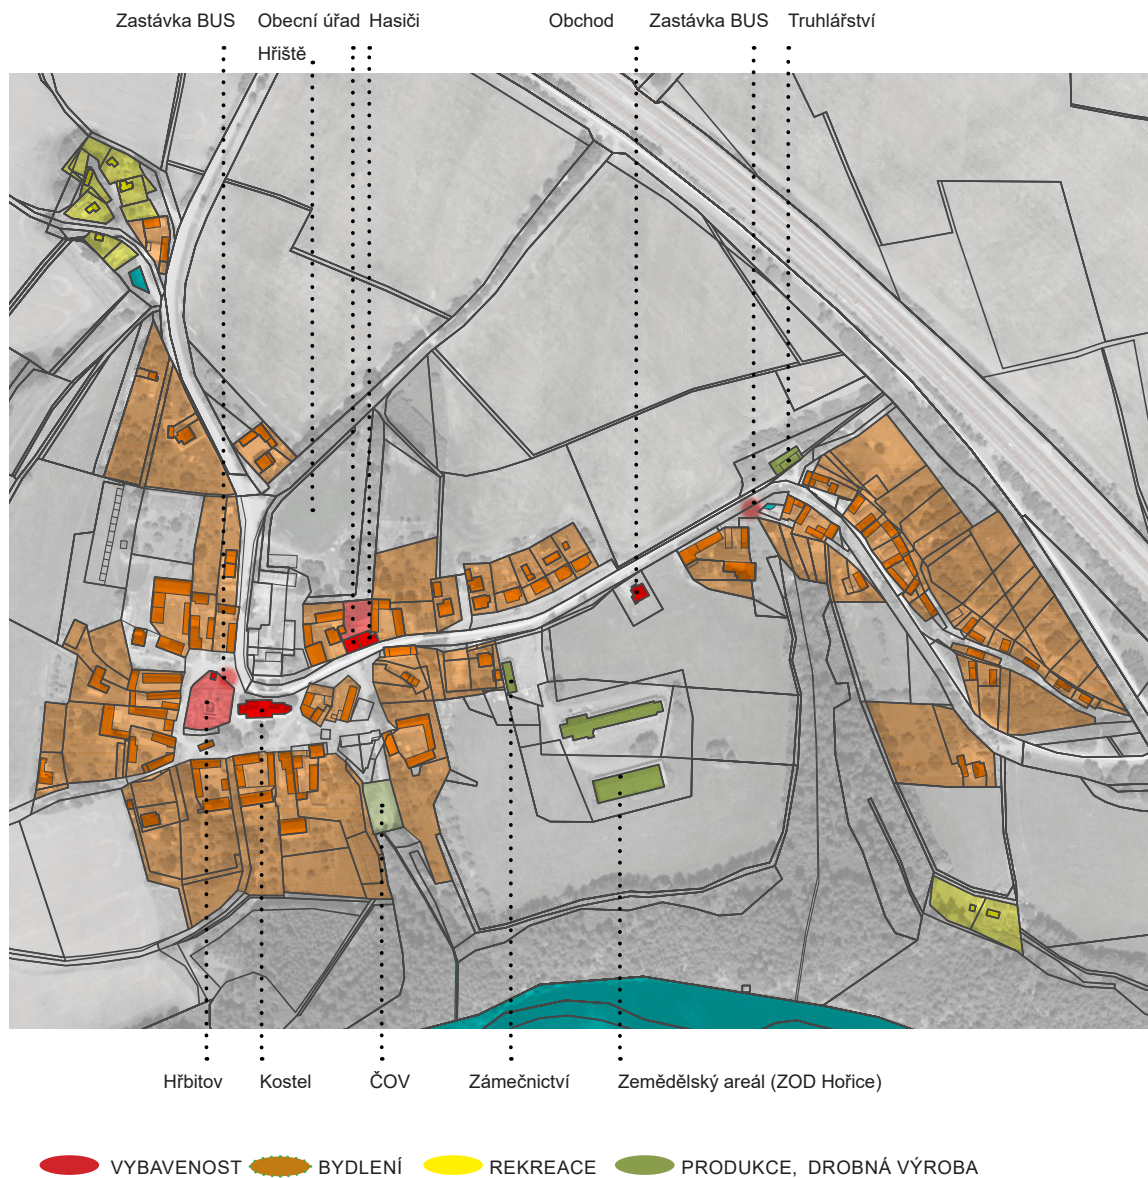 Zastávka BUS Obecní úřad Hasiči Obchod Zastávka BUS Truhlářství
Hřiště
Hřbitov Kostel ČOV Zámečnictví Zemědělský areál (ZOD Hořice)
VYBAVENOST BYDLENÍ REKREACE PRODUKCE, DROBNÁ VÝROBA